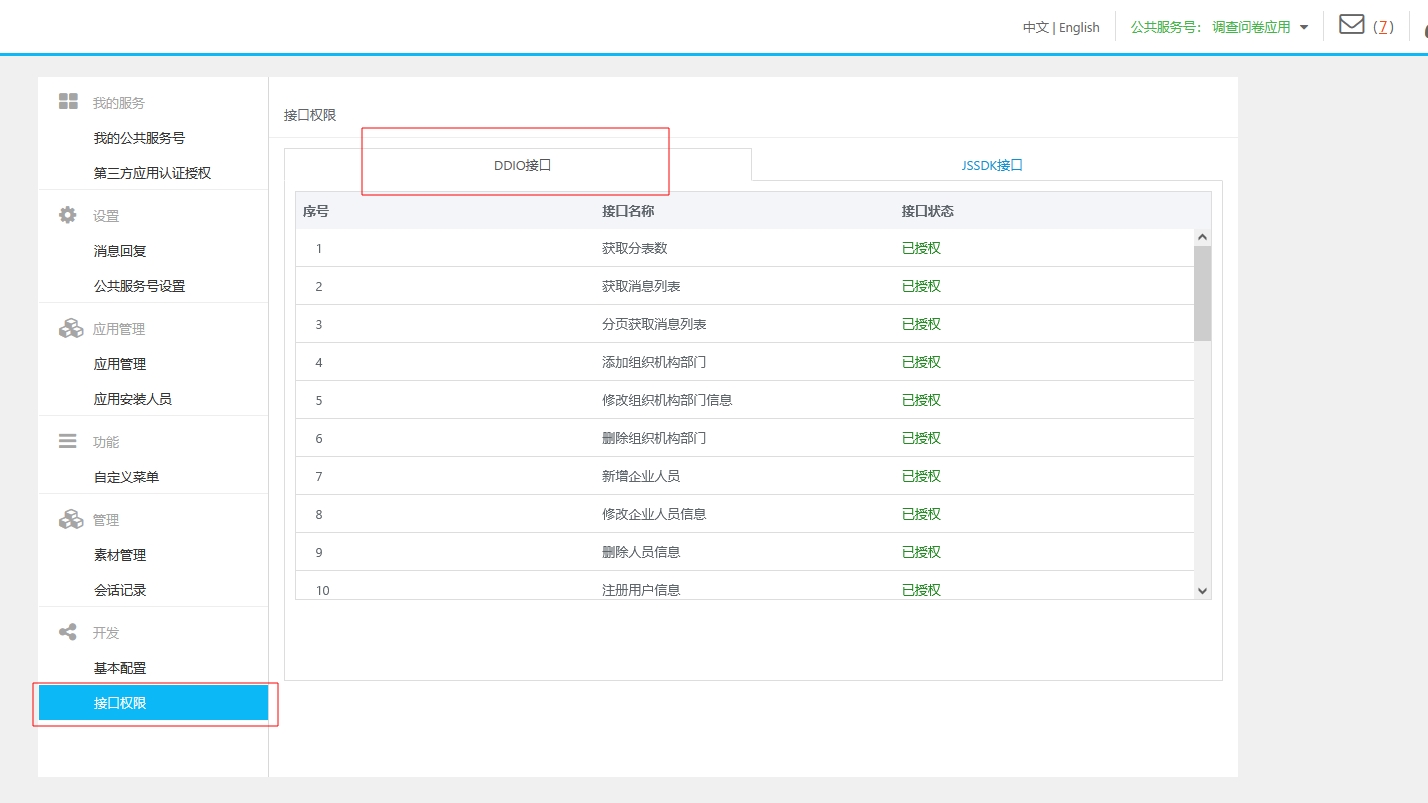 中文 | English
公共服务号： 调查问卷应用
(7)
我的服务
我的公共服务号
第三方应用认证授权
设置
消息回复
公共服务号设置
应用管理
应用管理
应用安装人员
功能
自定义菜单
管理
素材管理
会话记录
开发
基本配置
接口权限
接口权限
DDIO接口
JSSDK接口
序号 接口名称 接口状态
1 获取分表数 已授权
2 获取消息列表 已授权
3 分页获取消息列表 已授权
4 添加组织机构部门 已授权
5 修改组织机构部门信息 已授权
6 删除组织机构部门 已授权
7 新增企业人员 已授权
8 修改企业人员信息 已授权
9 删除人员信息 已授权
10 注册用户信息 已授权